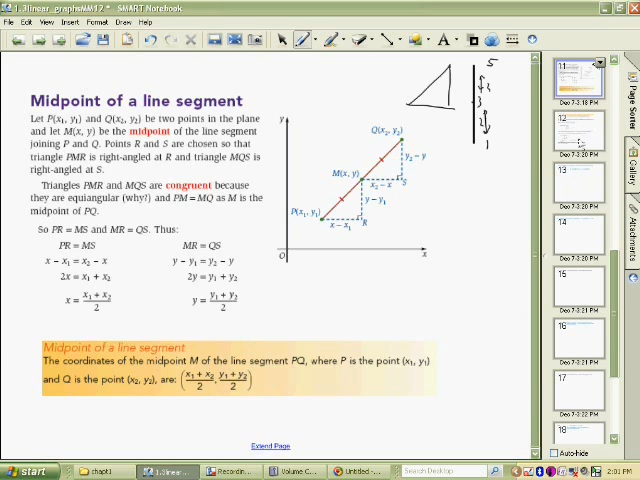 1.3linear_graphsMM12 * - SMART Notebook
File Edit View Insert Format Draw Help
Midpoint of a line segment
Let P(x₁, y₁) and Q(x₂, y₂) be two points in the plane
and let M(x, y) be the midpoint of the line segment
joining P and Q. Points R and S are chosen so that
triangle PMR is right-angled at R and triangle MQS is
right-angled at S.
Triangles PMR and MQS are congruent because
they are equiangular (why?) and PM = MQ as M is the
midpoint of PQ.
So PR = MS and MR = QS. Thus:
PR = MS MR = QS
x − x₁ = x₂ − x y − y₁ = y₂ − y
2x = x₁ + x₂ 2y = y₁ + y₂
x = (x₁ + x₂)/2 y = (y₁ + y₂)/2
y
Q(x₂, y₂)
y₂ − y
M(x, y)
x₂ − x
S
y − y₁
P(x₁, y₁)
x − x₁
R
O
x
5
2
3
2
1
Midpoint of a line segment
The coordinates of the midpoint M of the line segment PQ, where P is the point (x₁, y₁)
and Q is the point (x₂, y₂), are: ((x₁ + x₂)/2, (y₁ + y₂)/2)
Extend Page
11
Dec 7-3:18 PM
12
Dec 7-3:20 PM
13
Dec 7-3:20 PM
14
Dec 7-3:20 PM
15
Dec 7-3:22 PM
16
Dec 7-3:22 PM
17
Dec 7-3:22 PM
18
Auto-hide
Page Sorter
Gallery
Attachments
start
chapt1
1.3linear...
Recordin...
Volume C...
Untitled -...
Search Desktop
2:01 PM